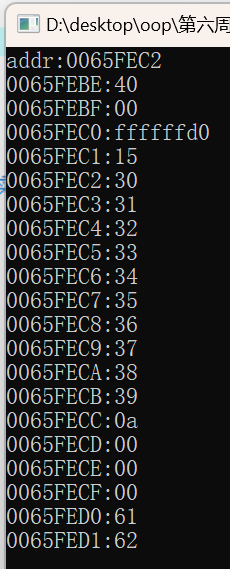 D:\desktop\oop\第六周
addr:0065FEC2
0065FEBE:40
0065FEBF:00
0065FEC0:ffffffd0
0065FEC1:15
0065FEC2:30
0065FEC3:31
0065FEC4:32
0065FEC5:33
0065FEC6:34
0065FEC7:35
0065FEC8:36
0065FEC9:37
0065FECA:38
0065FECB:39
0065FECC:0a
0065FECD:00
0065FECE:00
0065FECF:00
0065FED0:61
0065FED1:62